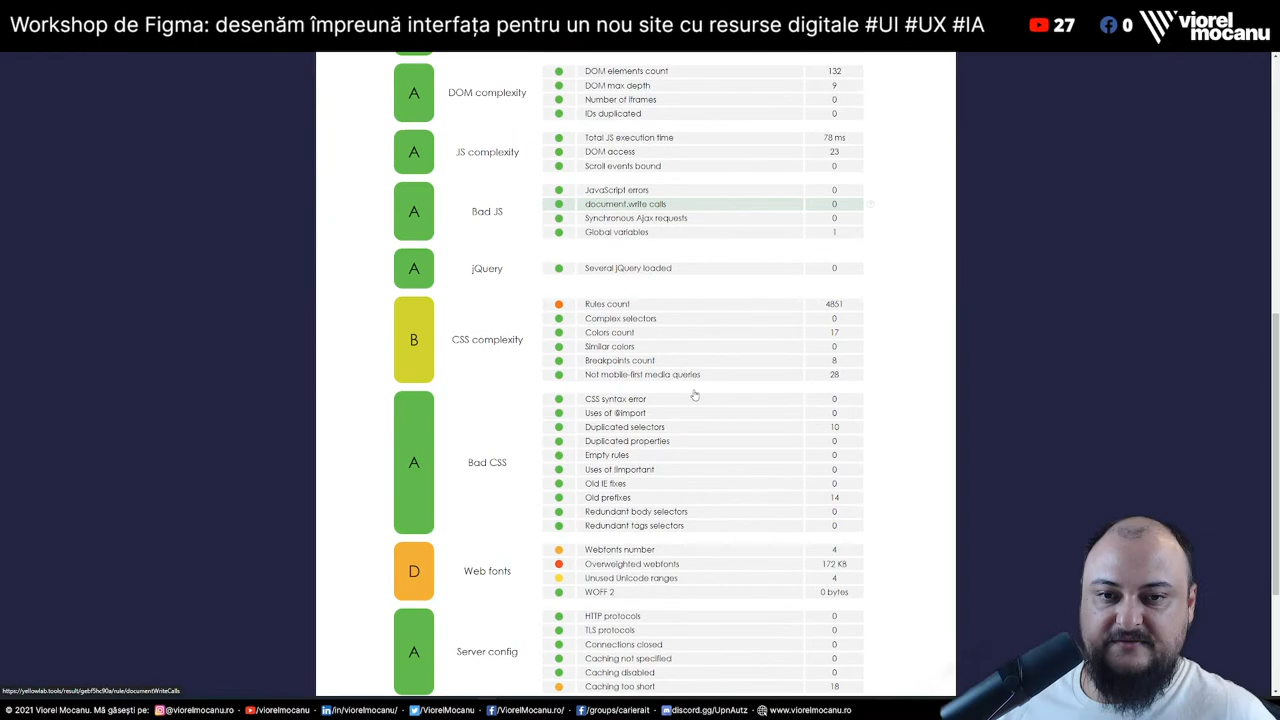 Workshop de Figma: desenăm împreună interfața pentru un nou site cu resurse digitale #UI #UX #IA
27
0
viorel
mocanu
A DOM complexity
DOM elements count 132
DOM max depth 9
Number of iframes 0
IDs duplicated 0
A JS complexity
Total JS execution time 78 ms
DOM access 23
Scroll events bound 0
A Bad JS
JavaScript errors 0
document.write calls 0
Synchronous Ajax requests 0
Global variables 1
A jQuery
Several jQuery loaded 0
B CSS complexity
Rules count 4851
Complex selectors 0
Colors count 17
Similar colors 0
Breakpoints count 8
Not mobile-first media queries 28
A Bad CSS
CSS syntax error 0
Uses of @import 0
Duplicated selectors 10
Duplicated properties 0
Empty rules 0
Uses of !important 0
Old IE fixes 0
Old prefixes 14
Redundant body selectors 0
Redundant tags selectors 0
D Web fonts
Webfonts number 4
Overweighted webfonts 172 KB
Unused Unicode ranges 4
WOFF 2 0 bytes
A Server config
HTTP protocols 0
TLS protocols 0
Connections closed 0
Caching not specified 0
Caching disabled 0
Caching too short 18
https://yellowlab.tools/result/gebf5hc90a/rule/documentWriteCalls
© 2021 Viorel Mocanu. Mă găsești pe: @viorelmocanu.ro /viorelmocanu in/viorelmocanu/ /ViorelMocanu /ViorelMocanu.ro/ /groups/carierait discord.gg/UpnAutz www.viorelmocanu.ro